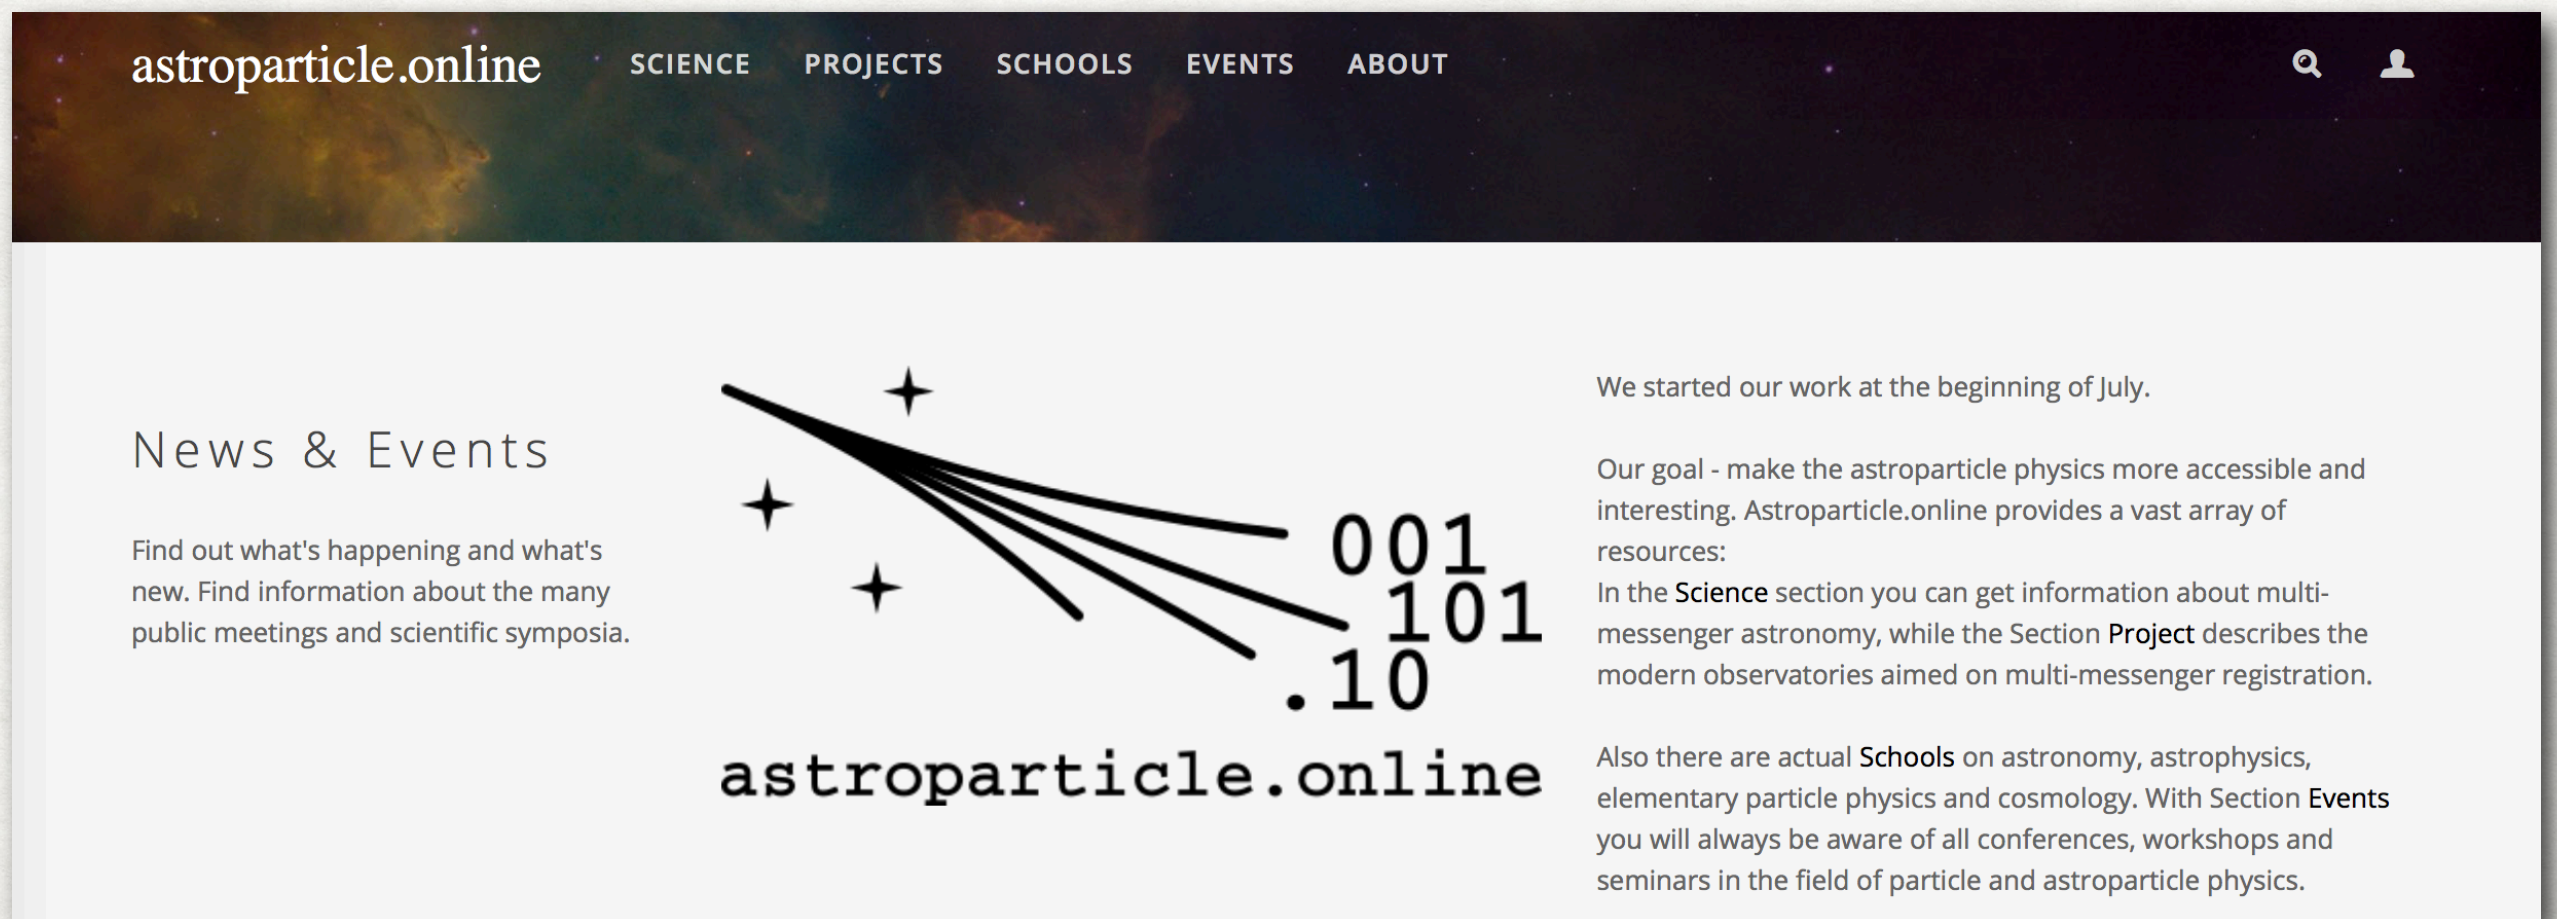 astroparticle.online SCIENCE PROJECTS SCHOOLS EVENTS ABOUT
News & Events
Find out what's happening and what's
new. Find information about the many
public meetings and scientific symposia.
001
101
.10
astroparticle.online
We started our work at the beginning of July.
Our goal - make the astroparticle physics more accessible and
interesting. Astroparticle.online provides a vast array of
resources:
In the Science section you can get information about multi-
messenger astronomy, while the Section Project describes the
modern observatories aimed on multi-messenger registration.
Also there are actual Schools on astronomy, astrophysics,
elementary particle physics and cosmology. With Section Events
you will always be aware of all conferences, workshops and
seminars in the field of particle and astroparticle physics.